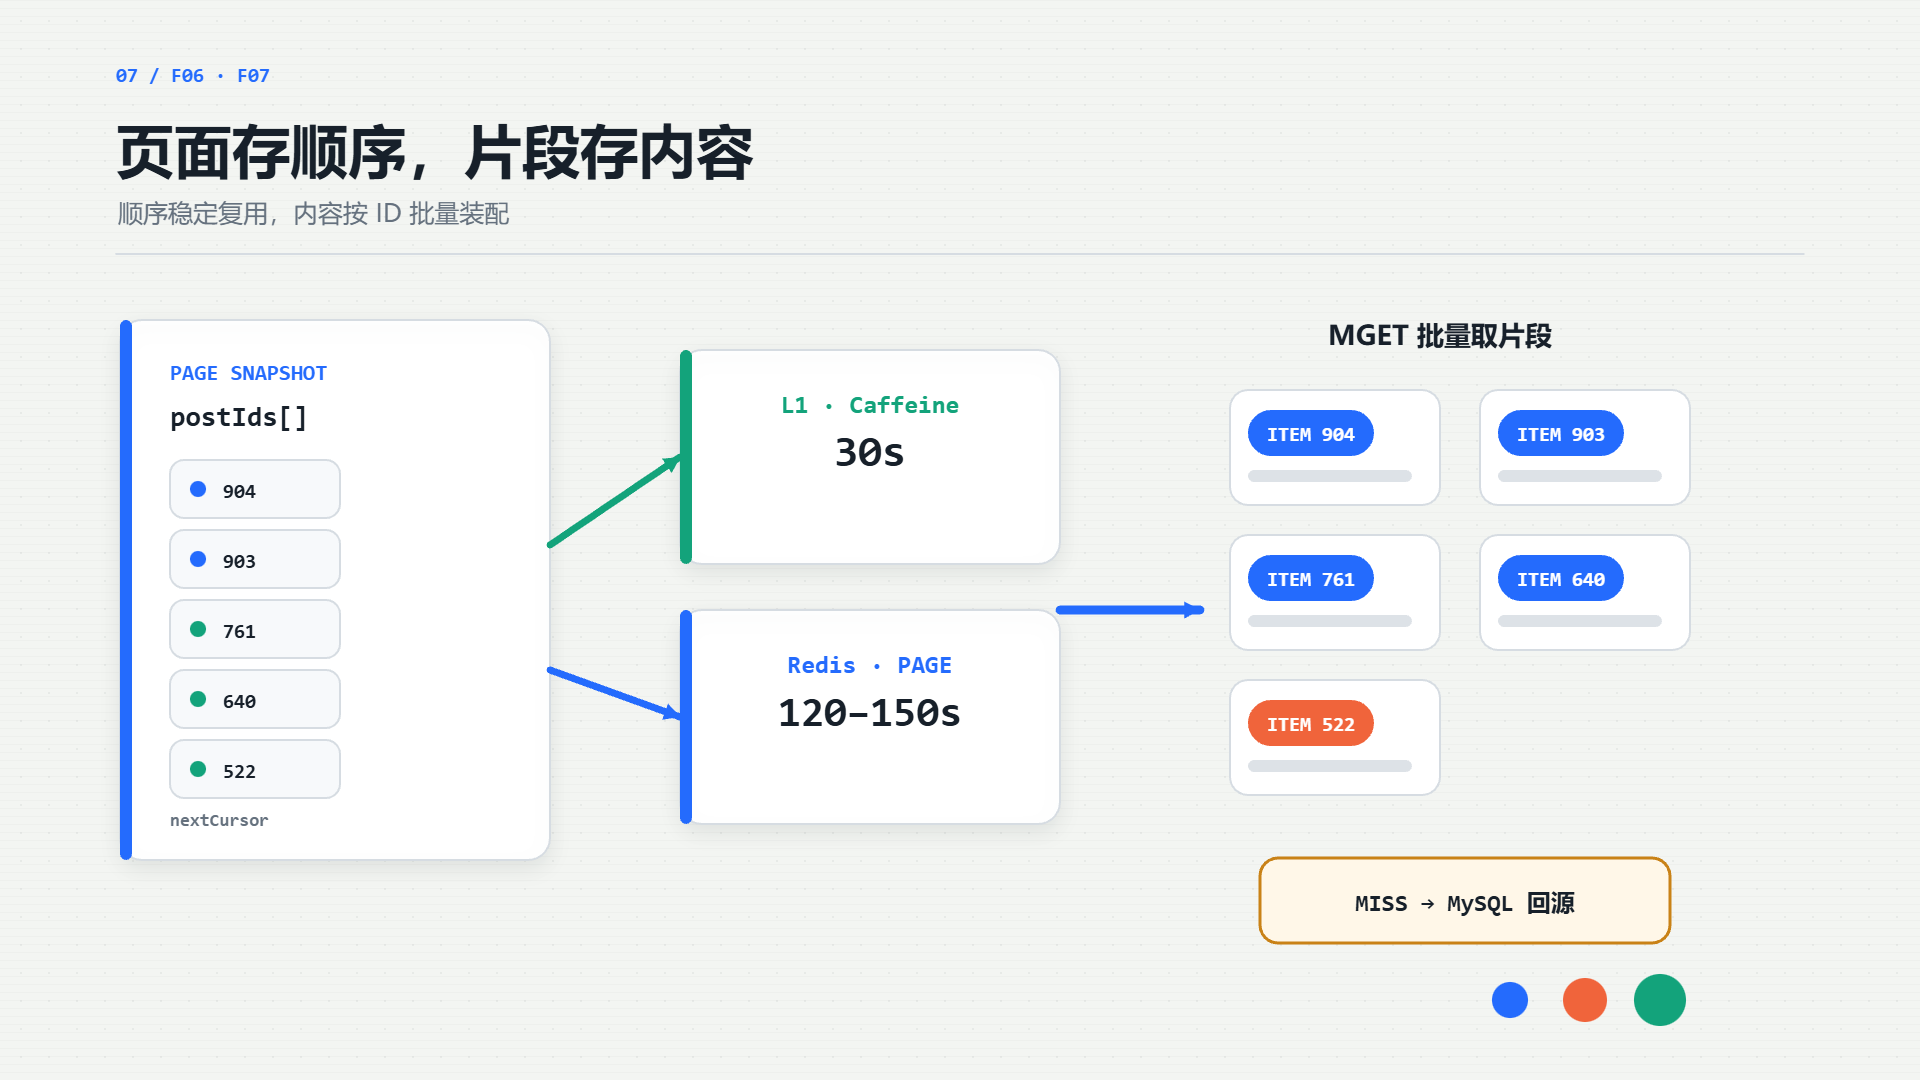 07 / F06 · F07
页面存顺序，片段存内容
顺序稳定复用，内容按 ID 批量装配
PAGE SNAPSHOT
postIds[]
904
903
761
640
522
nextCursor
L1 · Caffeine
30s
Redis · PAGE
120–150s
MGET 批量取片段
ITEM 904
ITEM 903
ITEM 761
ITEM 640
ITEM 522
MISS → MySQL 回源